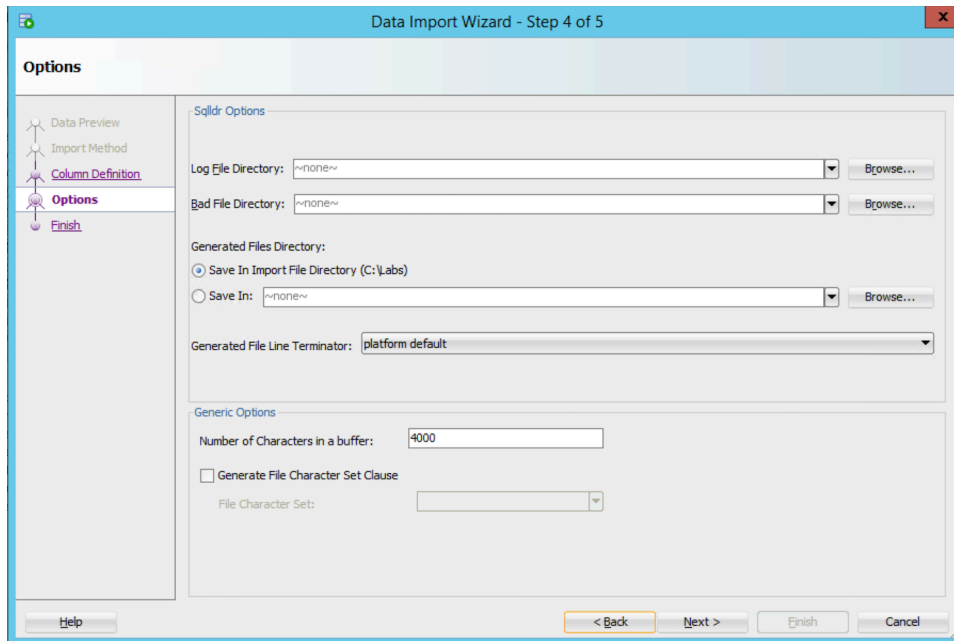 Data Import Wizard - Step 4 of 5
x
Options
Data Preview
Import Method
Column Definition
Options
Finish
Sqlldr Options
Log File Directory: ~none~ Browse...
Bad File Directory: ~none~ Browse...
Generated Files Directory:
Save In Import File Directory (C:\Labs)
Save In: ~none~ Browse...
Generated File Line Terminator: platform default
Generic Options
Number of Characters in a buffer: 4000
Generate File Character Set Clause
File Character Set:
Help < Back Next > Finish Cancel